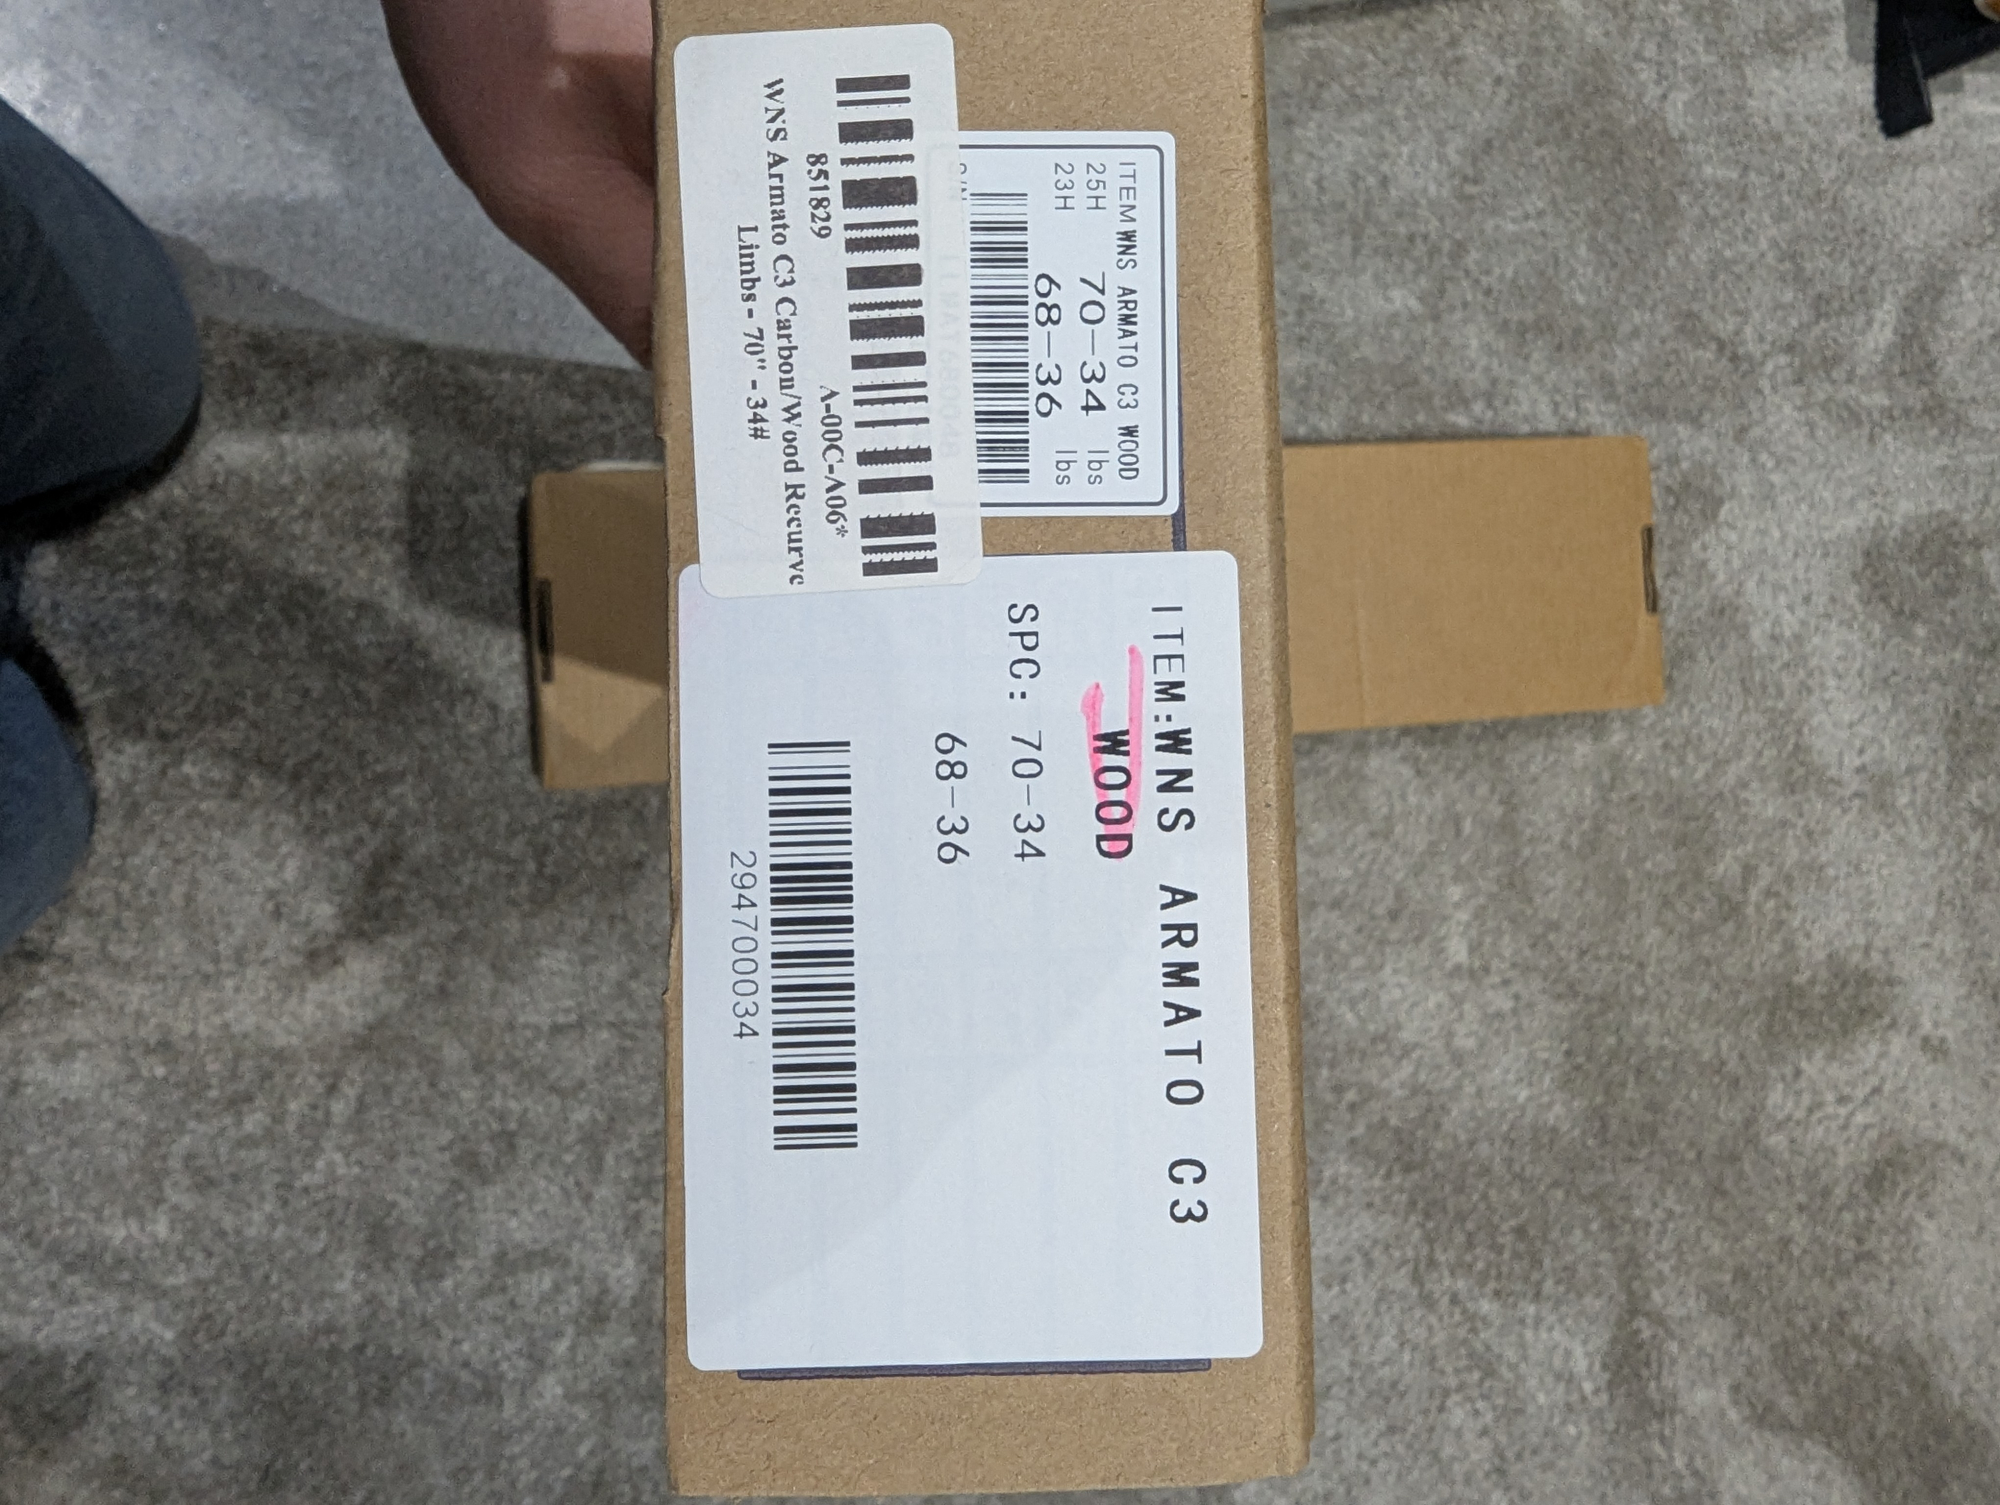 851829 A-00C-A06*
WNS Armato C3 Carbon/Wood Recurve
Limbs - 70" - 34#
ITEM WNS ARMATO C3 WOOD
25H 70-34 lbs
23H 68-36 lbs
S/N
ITEM:WNS ARMATO C3
WOOD
SPC: 70-34
68-36
2947000034